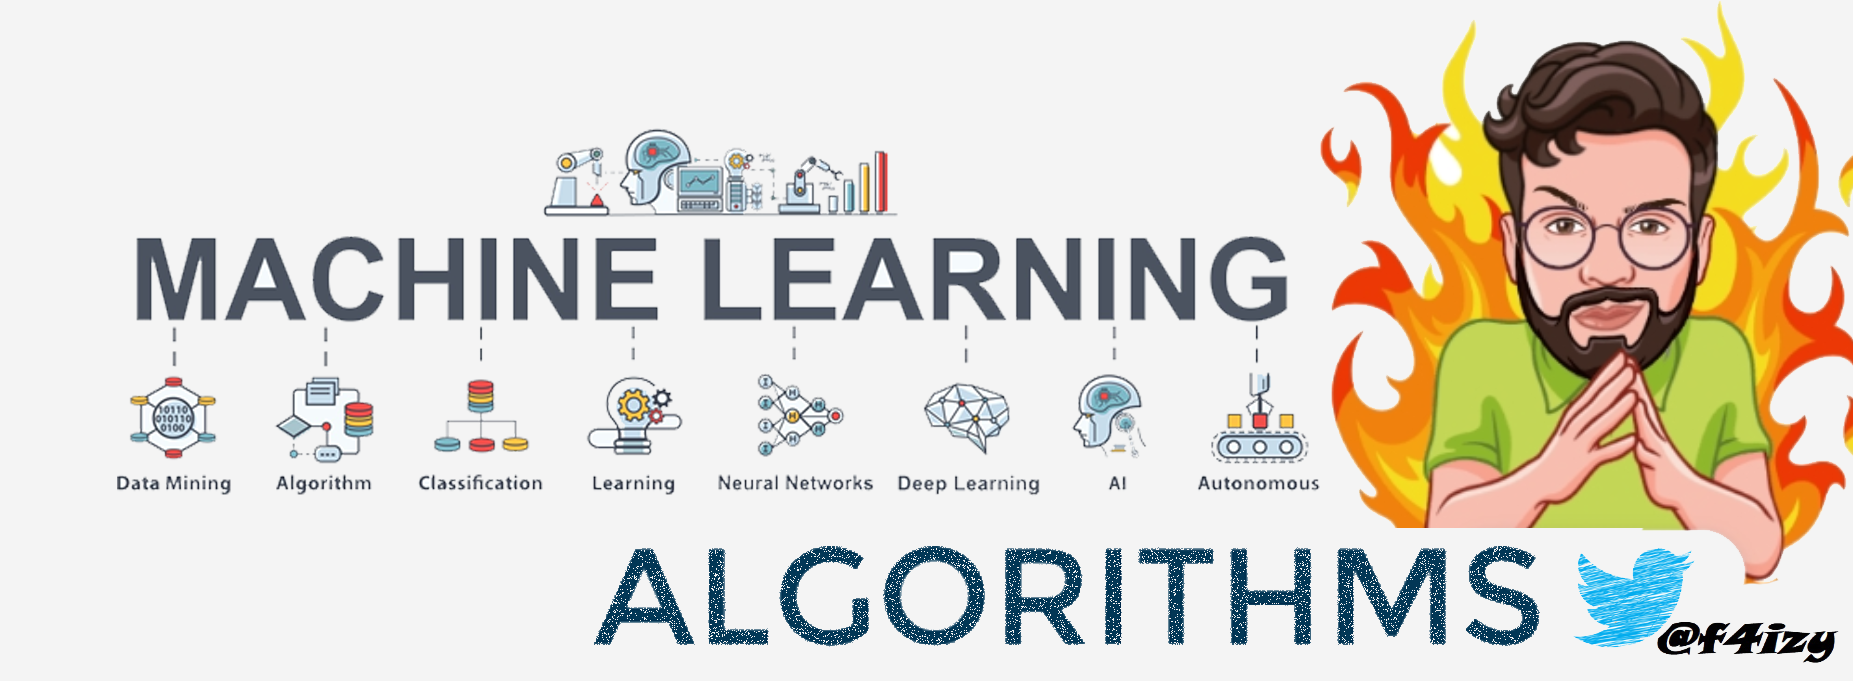 MACHINE LEARNING
10110
010110
0100
Data Mining Algorithm Classification Learning Neural Networks Deep Learning AI Autonomous
ALGORITHMS
@f4izy